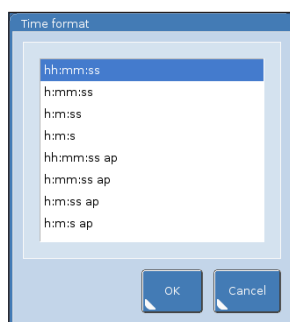 Time format
hh:mm:ss
h:mm:ss
h:m:ss
h:m:s
hh:mm:ss ap
h:mm:ss ap
h:m:ss ap
h:m:s ap
OK
Cancel